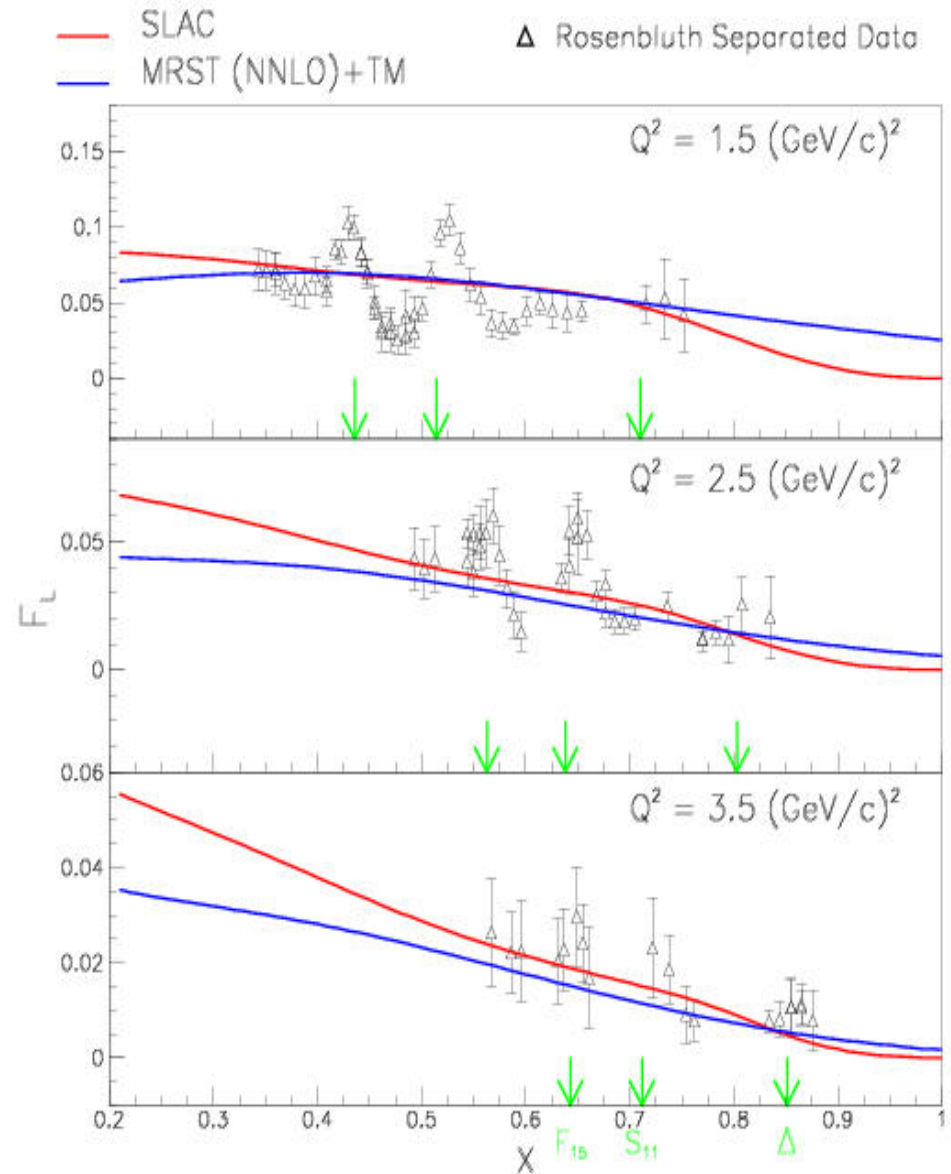 SLAC
MRST (NNLO)+TM
Δ Rosenbluth Separated Data
Q² = 1.5 (GeV/c)²
0.15
0.1
0.05
0
Q² = 2.5 (GeV/c)²
0.05
0
F_L
Q² = 3.5 (GeV/c)²
0.06
0.04
0.02
0
0.2 0.3 0.4 0.5 0.6 0.7 0.8 0.9 1
X
F₁₅ S₁₁ Δ